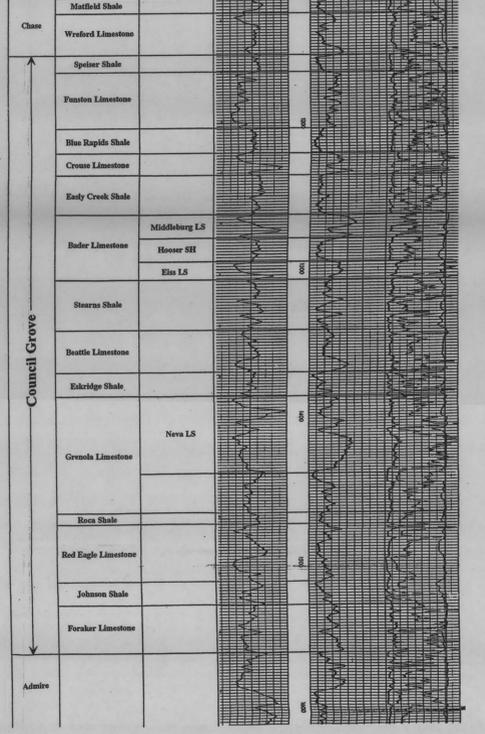 Matfield Shale
Chase
Wreford Limestone
Speiser Shale
Funston Limestone
Blue Rapids Shale
Crouse Limestone
Easly Creek Shale
Middleburg LS
Bader Limestone
Hooser SH
Eiss LS
Stearns Shale
Council Grove
Beattie Limestone
Eskridge Shale
Neva LS
Grenola Limestone
Roca Shale
Red Eagle Limestone
Johnson Shale
Foraker Limestone
Admire